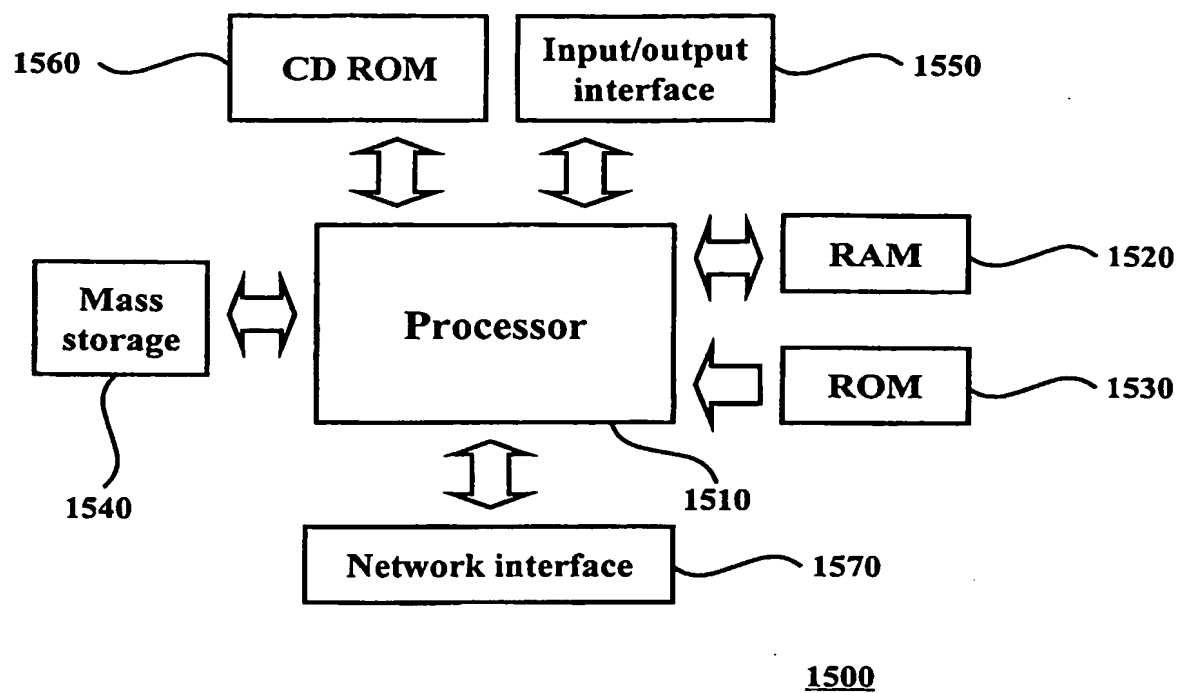 1560
CD ROM
Input/output
interface
1550
RAM
1520
Mass
storage
Processor
ROM
1530
1540
1510
Network interface
1570
1500